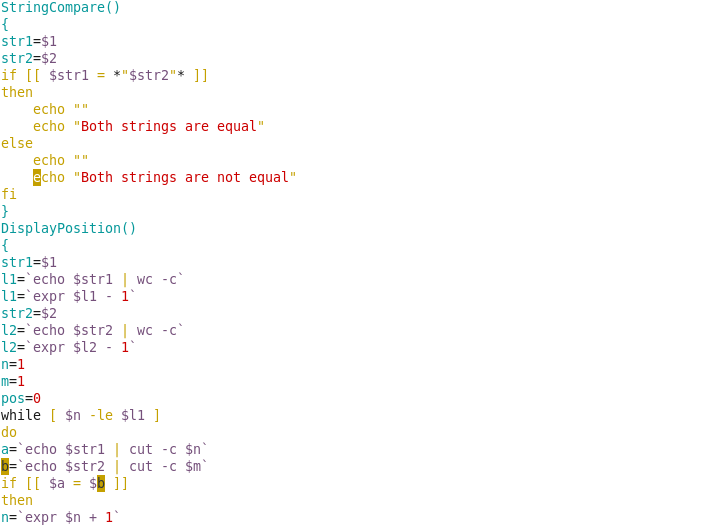 StringCompare()
{
str1=$1
str2=$2
if [[ $str1 = *"$str2"* ]]
then
    echo ""
    echo "Both strings are equal"
else
    echo ""
    echo "Both strings are not equal"
fi
}
DisplayPosition()
{
str1=$1
l1=`echo $str1 | wc -c`
l1=`expr $l1 - 1`
str2=$2
l2=`echo $str2 | wc -c`
l2=`expr $l2 - 1`
n=1
m=1
pos=0
while [ $n -le $l1 ]
do
a=`echo $str1 | cut -c $n`
b=`echo $str2 | cut -c $m`
if [[ $a = $b ]]
then
n=`expr $n + 1`